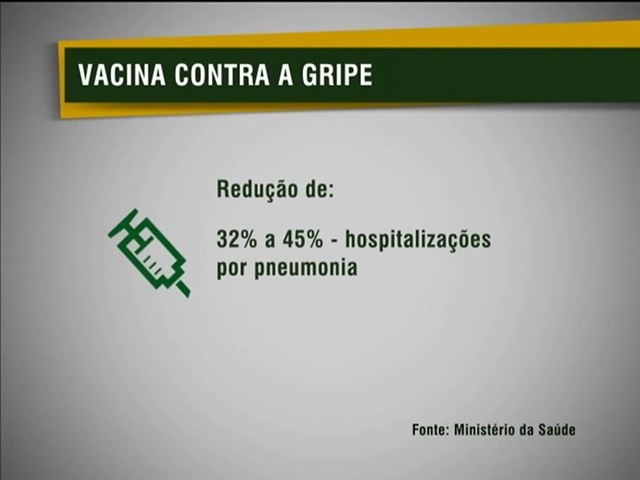 VACINA CONTRA A GRIPE
Redução de:
32% a 45% - hospitalizações
por pneumonia
Fonte: Ministério da Saúde